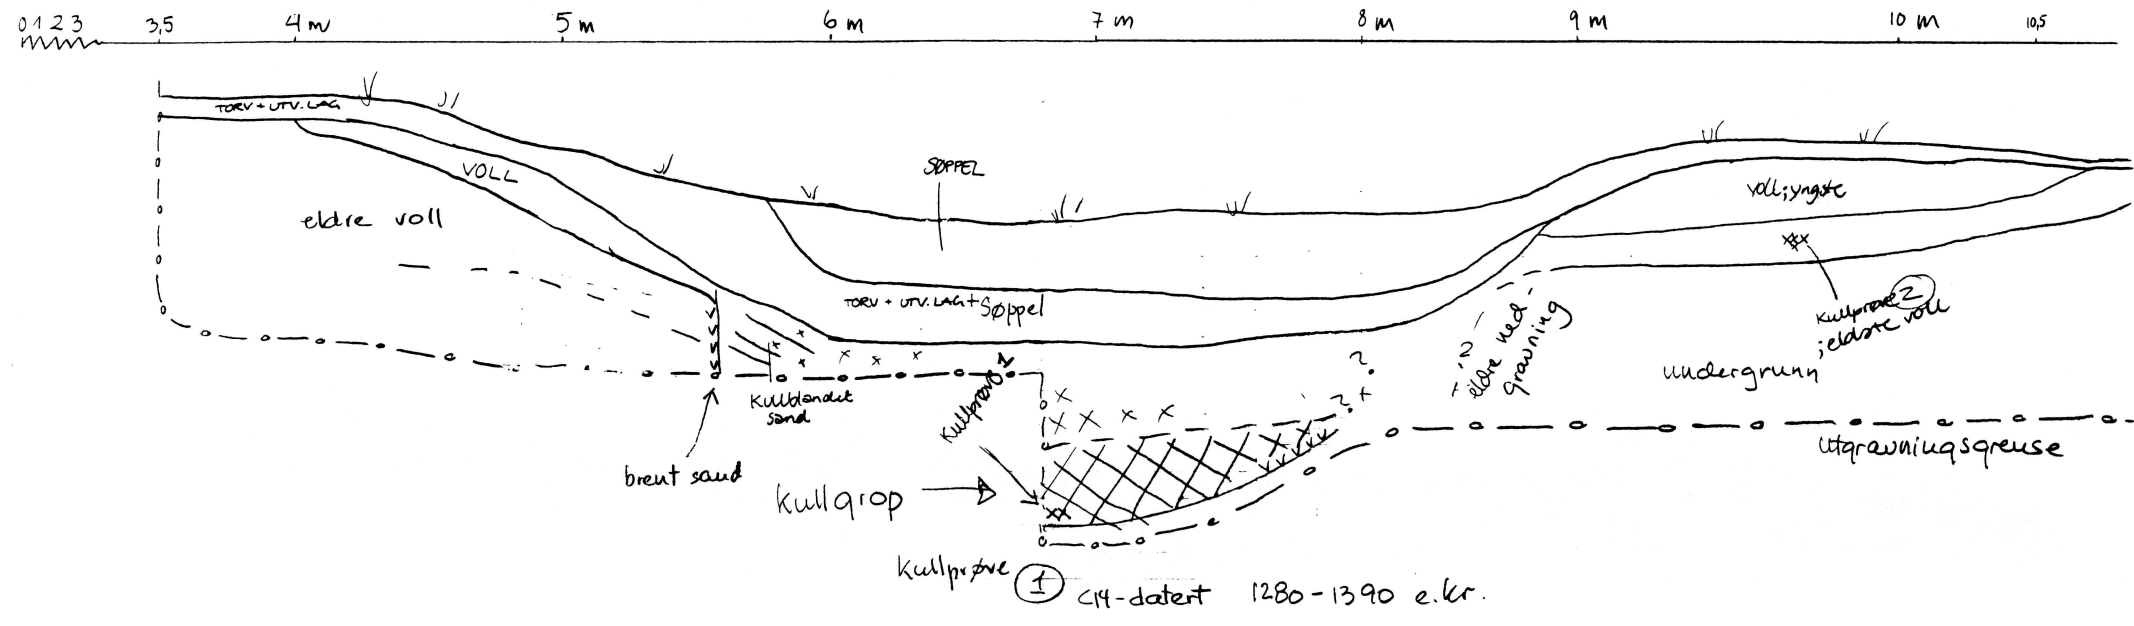 0 1 2 3 3,5 4 m 5 m 6 m 7 m 8 m 9 m 10 m 10,5
TORV + UTV. LAG
VOLL
eldre voll
SØPPEL
voll; yngste
TORV + UTV. LAG + Søppel
Kullprøve 2
; eldste voll
eldre ned
gravning
undergrunn
Kullblandet
sand
Kullprøve 1
brent sand
Kullgrop
utgravningsgrense
Kullprøve 1 C14-datert 1280-1390 e.kr.